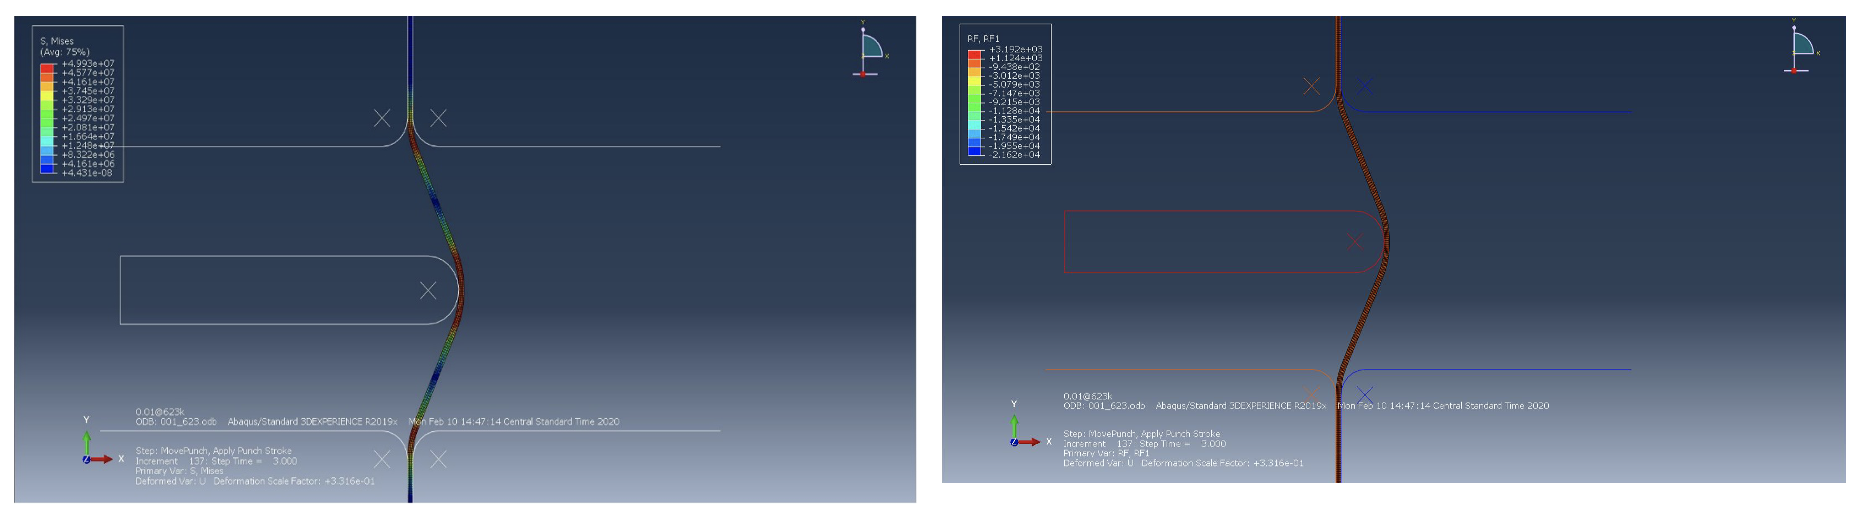 S, Mises
(Avg: 75%)
+4.993e+07
+4.577e+07
+4.161e+07
+3.745e+07
+3.329e+07
+2.913e+07
+2.497e+07
+2.081e+07
+1.664e+07
+1.248e+07
+8.322e+06
+4.161e+06
+4.431e-08
Y
X
0.01@623k
ODB: 001_623.odb Abaqus/Standard 3DEXPERIENCE R2019x Mon Feb 10 14:47:14 Central Standard Time 2020
Y
X
Z
Step: MovePunch, Apply Punch Stroke
Increment 137: Step Time = 3.000
Primary Var: S, Mises
Deformed Var: U Deformation Scale Factor: +3.316e-01
RF, RF1
+3.192e+03
+1.124e+03
-9.438e+02
-3.012e+03
-5.079e+03
-7.147e+03
-9.215e+03
-1.128e+04
-1.335e+04
-1.542e+04
-1.749e+04
-1.955e+04
-2.162e+04
Y
X
0.01@623k
ODB: 001_623.odb Abaqus/Standard 3DEXPERIENCE R2019x Mon Feb 10 14:47:14 Central Standard Time 2020
Y
X
Z
Step: MovePunch, Apply Punch Stroke
Increment 137: Step Time = 3.000
Primary Var: RF, RF1
Deformed Var: U Deformation Scale Factor: +3.316e-01